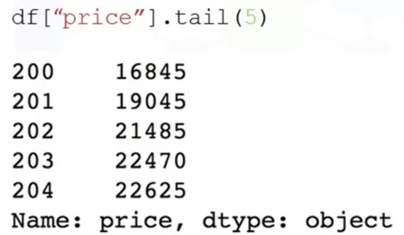 df[“price”].tail(5)
200 16845
201 19045
202 21485
203 22470
204 22625
Name: price, dtype: object